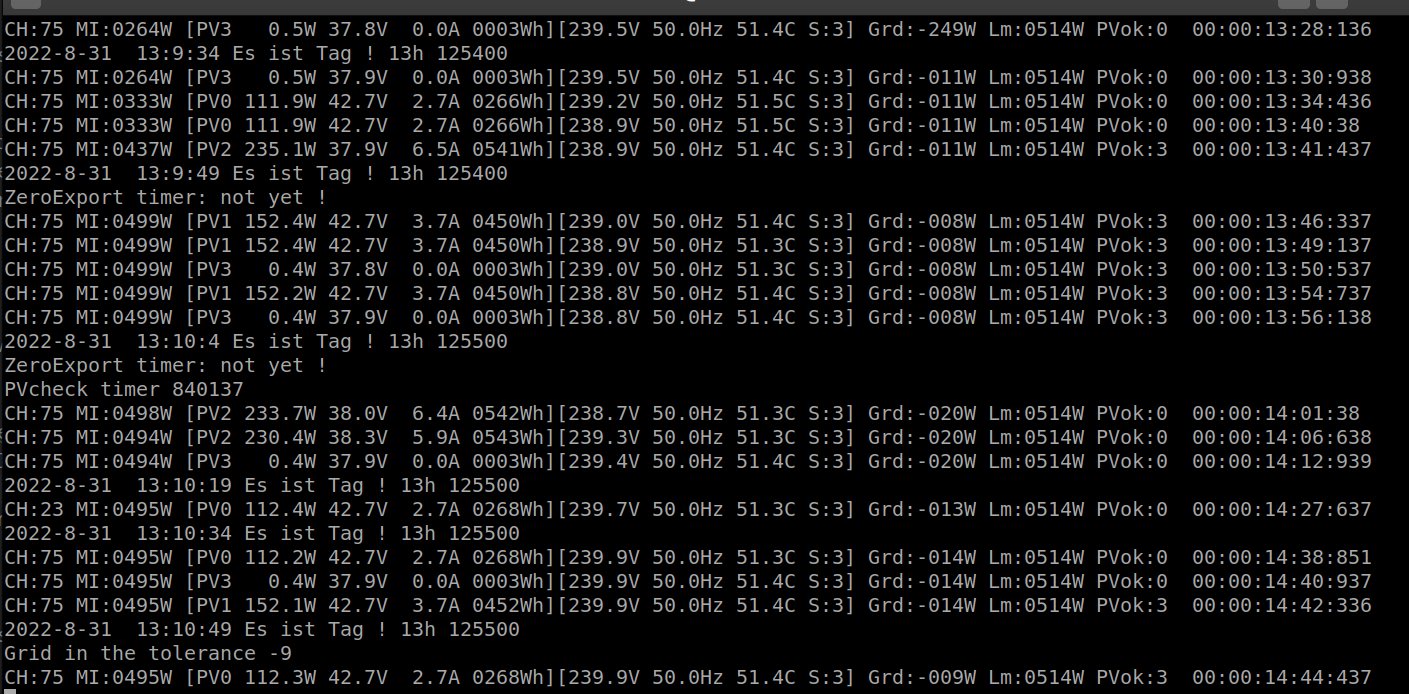 CH:75 MI:0264W [PV3   0.5W 37.8V  0.0A 0003Wh][239.5V 50.0Hz 51.4C S:3] Grd:-249W Lm:0514W PVok:0  00:00:13:28:136
2022-8-31  13:9:34 Es ist Tag ! 13h 125400
CH:75 MI:0264W [PV3   0.5W 37.9V  0.0A 0003Wh][239.5V 50.0Hz 51.4C S:3] Grd:-011W Lm:0514W PVok:0  00:00:13:30:938
CH:75 MI:0333W [PV0 111.9W 42.7V  2.7A 0266Wh][239.2V 50.0Hz 51.5C S:3] Grd:-011W Lm:0514W PVok:0  00:00:13:34:436
CH:75 MI:0333W [PV0 111.9W 42.7V  2.7A 0266Wh][238.9V 50.0Hz 51.5C S:3] Grd:-011W Lm:0514W PVok:0  00:00:13:40:38
CH:75 MI:0437W [PV2 235.1W 37.9V  6.5A 0541Wh][238.9V 50.0Hz 51.4C S:3] Grd:-011W Lm:0514W PVok:3  00:00:13:41:437
2022-8-31  13:9:49 Es ist Tag ! 13h 125400
ZeroExport timer: not yet !
CH:75 MI:0499W [PV1 152.4W 42.7V  3.7A 0450Wh][239.0V 50.0Hz 51.4C S:3] Grd:-008W Lm:0514W PVok:3  00:00:13:46:337
CH:75 MI:0499W [PV1 152.4W 42.7V  3.7A 0450Wh][238.9V 50.0Hz 51.3C S:3] Grd:-008W Lm:0514W PVok:3  00:00:13:49:137
CH:75 MI:0499W [PV3   0.4W 37.8V  0.0A 0003Wh][239.0V 50.0Hz 51.3C S:3] Grd:-008W Lm:0514W PVok:3  00:00:13:50:537
CH:75 MI:0499W [PV1 152.2W 42.7V  3.7A 0450Wh][238.8V 50.0Hz 51.4C S:3] Grd:-008W Lm:0514W PVok:3  00:00:13:54:737
CH:75 MI:0499W [PV3   0.4W 37.9V  0.0A 0003Wh][238.8V 50.0Hz 51.4C S:3] Grd:-008W Lm:0514W PVok:3  00:00:13:56:138
2022-8-31  13:10:4 Es ist Tag ! 13h 125500
ZeroExport timer: not yet !
PVcheck timer 840137
CH:75 MI:0498W [PV2 233.7W 38.0V  6.4A 0542Wh][238.7V 50.0Hz 51.3C S:3] Grd:-020W Lm:0514W PVok:0  00:00:14:01:38
CH:75 MI:0494W [PV2 230.4W 38.3V  5.9A 0543Wh][239.3V 50.0Hz 51.3C S:3] Grd:-020W Lm:0514W PVok:0  00:00:14:06:638
CH:75 MI:0494W [PV3   0.4W 37.9V  0.0A 0003Wh][239.4V 50.0Hz 51.4C S:3] Grd:-020W Lm:0514W PVok:0  00:00:14:12:939
2022-8-31  13:10:19 Es ist Tag ! 13h 125500
CH:23 MI:0495W [PV0 112.4W 42.7V  2.7A 0268Wh][239.7V 50.0Hz 51.3C S:3] Grd:-013W Lm:0514W PVok:0  00:00:14:27:637
2022-8-31  13:10:34 Es ist Tag ! 13h 125500
CH:75 MI:0495W [PV0 112.2W 42.7V  2.7A 0268Wh][239.9V 50.0Hz 51.3C S:3] Grd:-014W Lm:0514W PVok:0  00:00:14:38:851
CH:75 MI:0495W [PV3   0.4W 37.9V  0.0A 0003Wh][239.9V 50.0Hz 51.4C S:3] Grd:-014W Lm:0514W PVok:0  00:00:14:40:937
CH:75 MI:0495W [PV1 152.1W 42.7V  3.7A 0452Wh][239.9V 50.0Hz 51.4C S:3] Grd:-014W Lm:0514W PVok:3  00:00:14:42:336
2022-8-31  13:10:49 Es ist Tag ! 13h 125500
Grid in the tolerance -9
CH:75 MI:0495W [PV0 112.3W 42.7V  2.7A 0268Wh][239.9V 50.0Hz 51.4C S:3] Grd:-009W Lm:0514W PVok:3  00:00:14:44:437